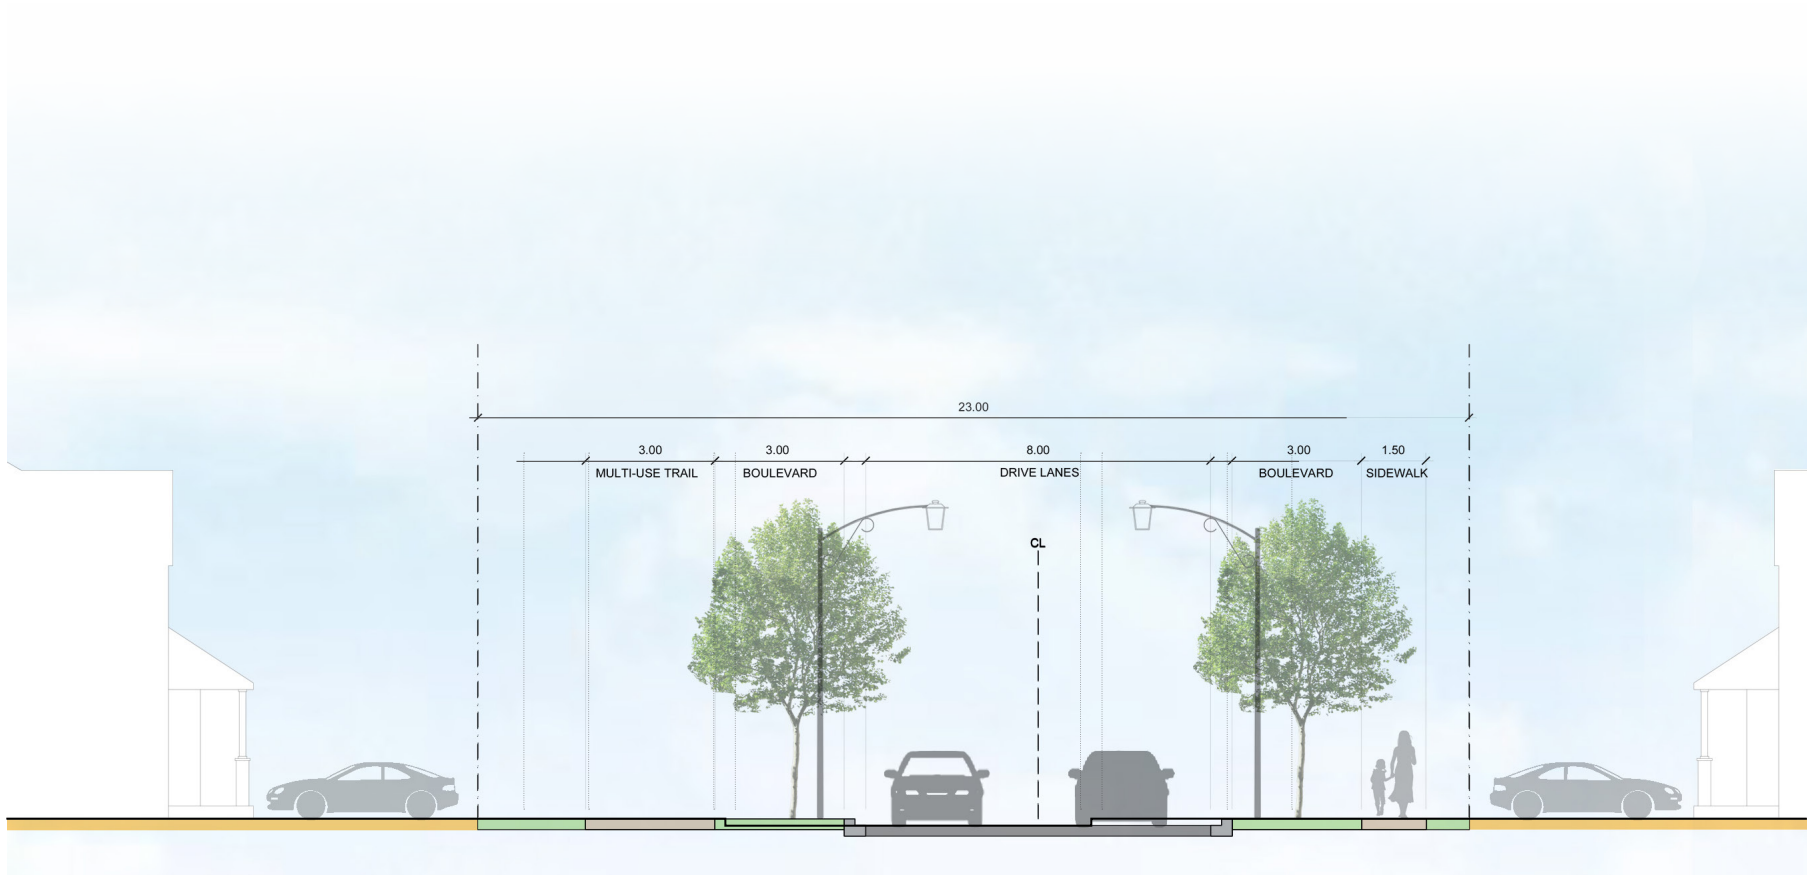 23.00
3.00 3.00 8.00 3.00 1.50
MULTI-USE TRAIL BOULEVARD DRIVE LANES BOULEVARD SIDEWALK
CL